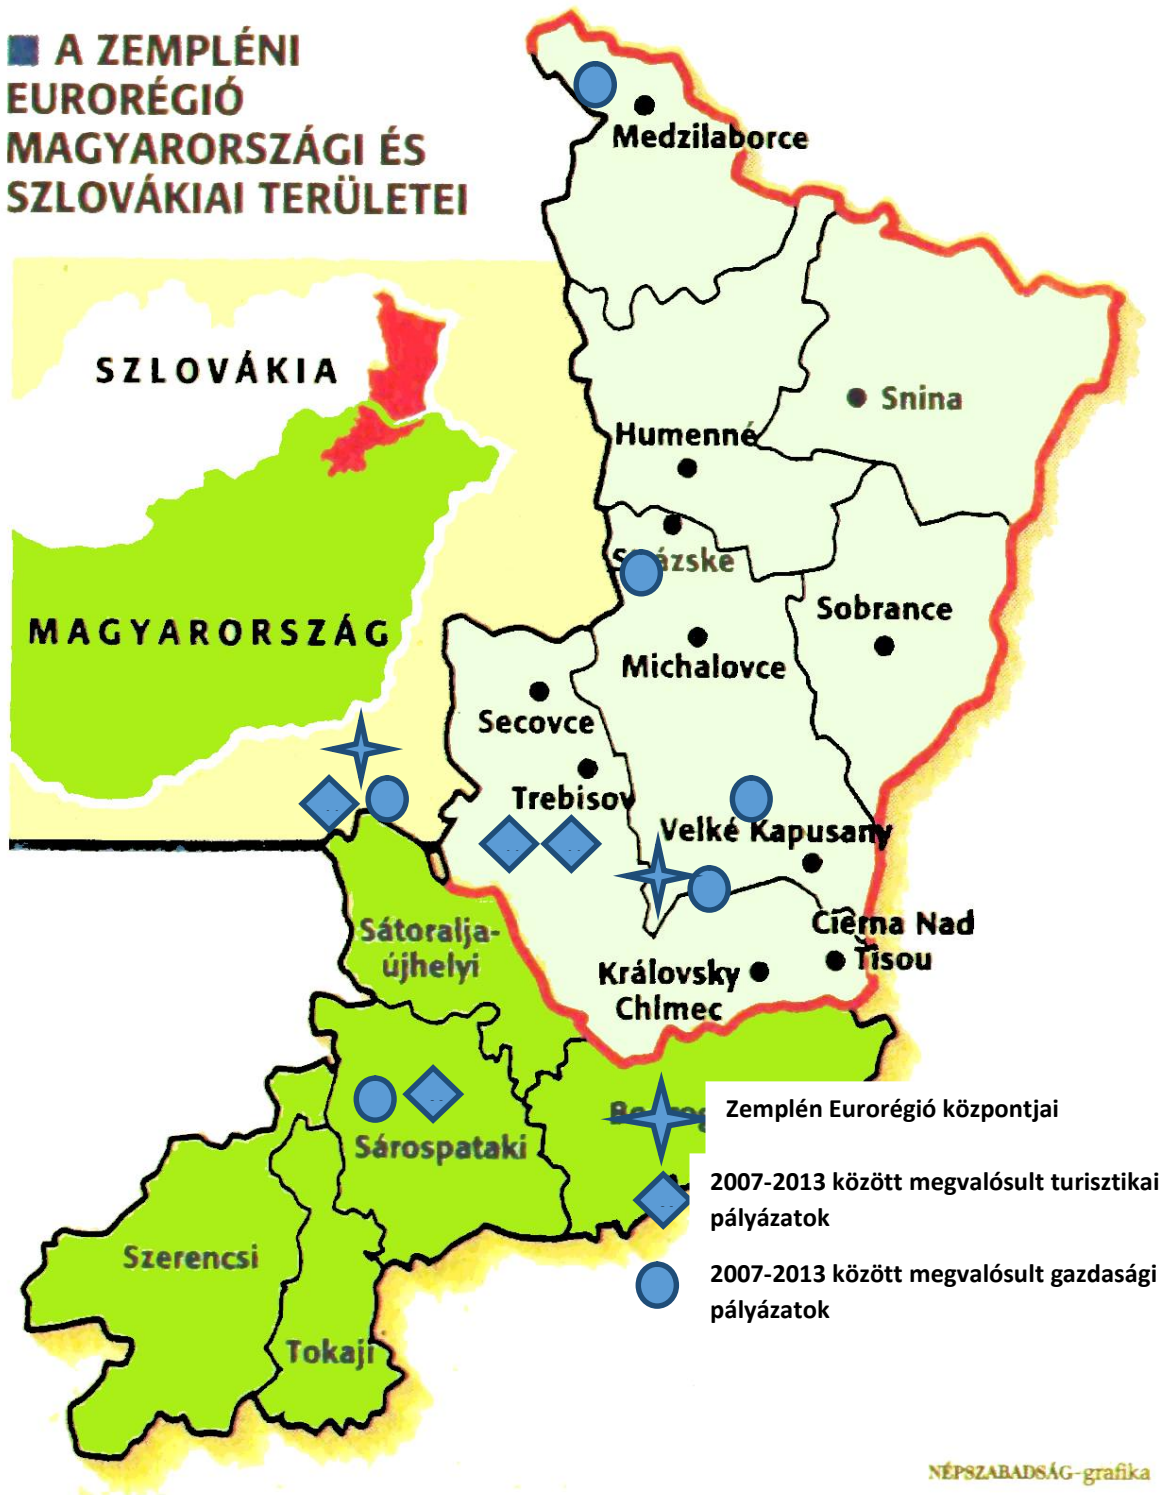 A ZEMPLÉNI
EURORÉGIÓ
MAGYARORSZÁGI ÉS
SZLOVÁKIAI TERÜLETEI
Medzilaborce
SZLOVÁKIA
Snina
Humenné
MAGYARORSZÁG
Sobrance
Michalovce
Secovce
Trebisov
Velké Kapusany
Cierna Nad
Tisou
Sátoralja-
újhelyi
Královsky
Chlmec
Zemplén Eurorégió központjai
Sárospataki
2007-2013 között megvalósult turisztikai
pályázatok
Szerencsi
2007-2013 között megvalósult gazdasági
pályázatok
Tokaji
NÉPSZABADSÁG-grafika